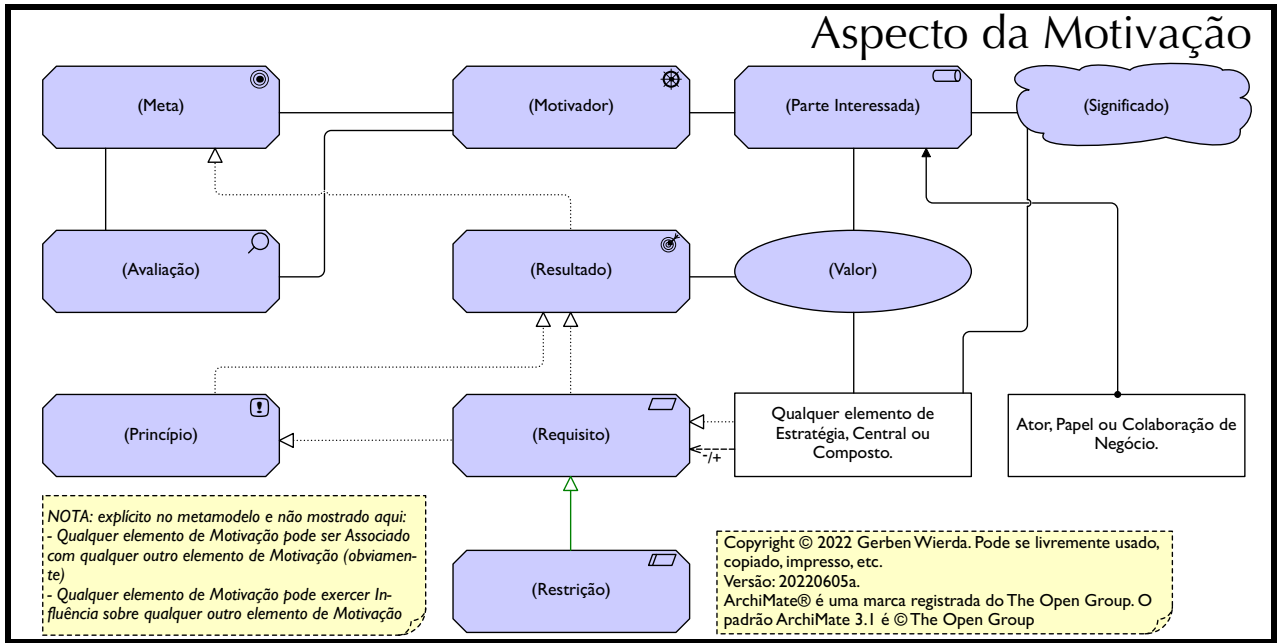 Aspecto da Motivação
(Meta)
(Motivador)
(Parte Interessada)
(Significado)
(Avaliação)
(Resultado)
(Valor)
(Princípio)
(Requisito)
-/+
Qualquer elemento de
Estratégia, Central ou
Composto.
Ator, Papel ou Colaboração de
Negócio.
NOTA: explícito no metamodelo e não mostrado aqui:
- Qualquer elemento de Motivação pode ser Associado
com qualquer outro elemento de Motivação (obviamen-
te)
- Qualquer elemento de Motivação pode exercer In-
fluência sobre qualquer outro elemento de Motivação
(Restrição)
Copyright © 2022 Gerben Wierda. Pode se livremente usado,
copiado, impresso, etc.
Versão: 20220605a.
ArchiMate® é uma marca registrada do The Open Group. O
padrão ArchiMate 3.1 é © The Open Group